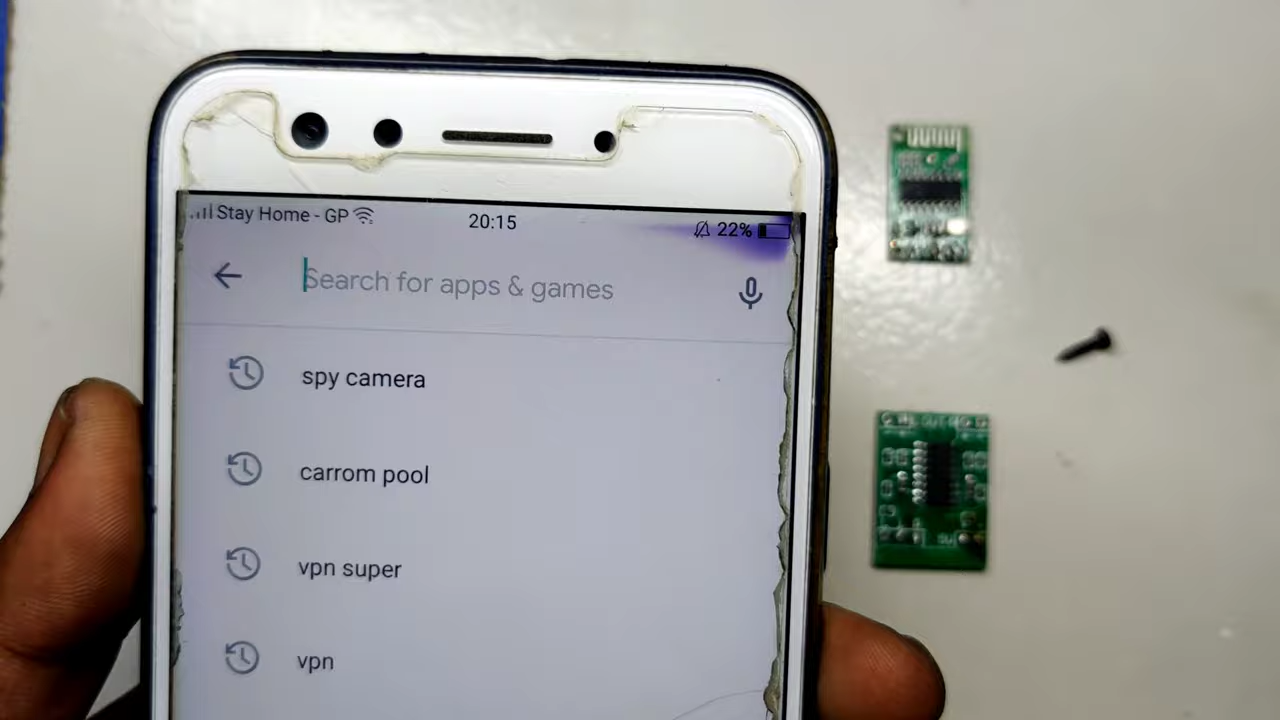 Stay Home - GP 20:15 22%
Search for apps & games
spy camera
carrom pool
vpn super
vpn